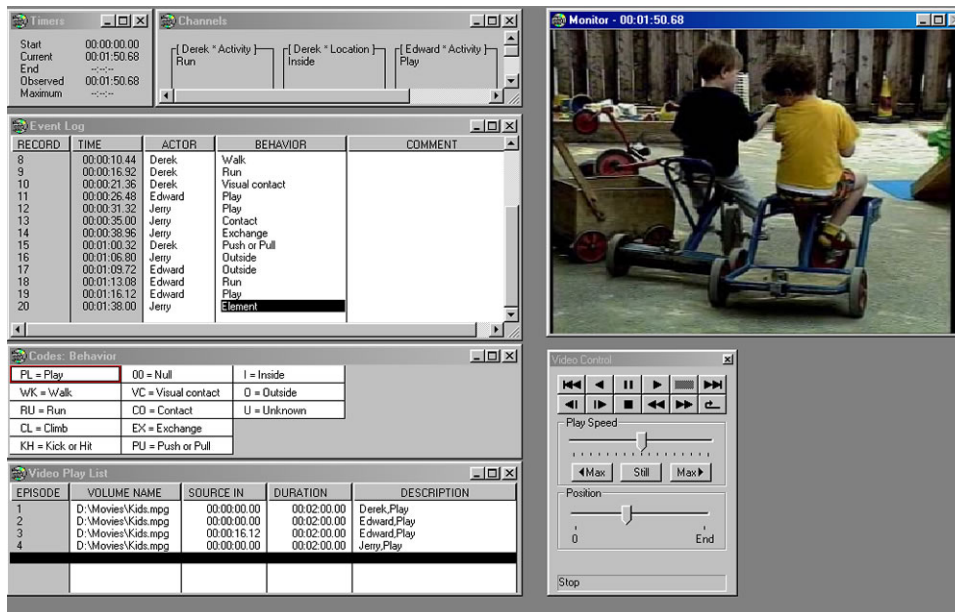 Timers
Start 00:00:00.00
Current 00:01:50.68
End --:--:--
Observed 00:01:50.68
Maximum --:--:--
Channels
[ Derek * Activity ] [ Derek * Location ] [ Edward * Activity ]
Run Inside Play
Monitor - 00:01:50.68
Event Log
RECORD TIME ACTOR BEHAVIOR COMMENT
8 00:00:10.44 Derek Walk
9 00:00:16.92 Derek Run
10 00:00:21.36 Derek Visual contact
11 00:00:26.48 Edward Play
12 00:00:31.32 Jerry Play
13 00:00:35.00 Jerry Contact
14 00:00:38.96 Jerry Exchange
15 00:01:00.32 Derek Push or Pull
16 00:01:06.80 Jerry Outside
17 00:01:09.72 Edward Outside
18 00:01:13.08 Edward Run
19 00:01:16.12 Edward Play
20 00:01:38.00 Jerry Element
Codes: Behavior
PL = Play 00 = Null I = Inside
WK = Walk VC = Visual contact O = Outside
RU = Run CO = Contact U = Unknown
CL = Climb EX = Exchange
KH = Kick or Hit PU = Push or Pull
Video Play List
EPISODE VOLUME NAME SOURCE IN DURATION DESCRIPTION
1 D:\Movies\Kids.mpg 00:00:00.00 00:02:00.00 Derek,Play
2 D:\Movies\Kids.mpg 00:00:00.00 00:02:00.00 Edward,Play
3 D:\Movies\Kids.mpg 00:00:16.12 00:02:00.00 Edward,Play
4 D:\Movies\Kids.mpg 00:00:00.00 00:02:00.00 Jerry,Play
Video Control
Play Speed
Max Still Max
Position
0 End
Stop